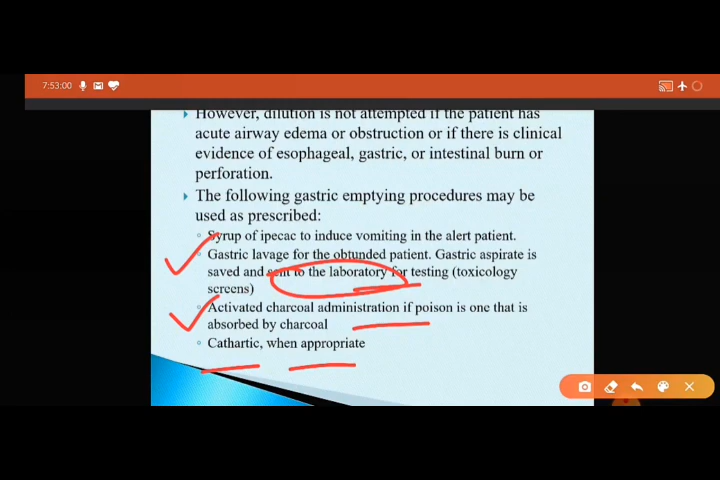 7:53:00
However, dilution is not attempted if the patient has
acute airway edema or obstruction or if there is clinical
evidence of esophageal, gastric, or intestinal burn or
perforation.
The following gastric emptying procedures may be
used as prescribed:
Syrup of ipecac to induce vomiting in the alert patient.
Gastric lavage for the obtunded patient. Gastric aspirate is
saved and sent to the laboratory for testing (toxicology
screens)
Activated charcoal administration if poison is one that is
absorbed by charcoal
Cathartic, when appropriate